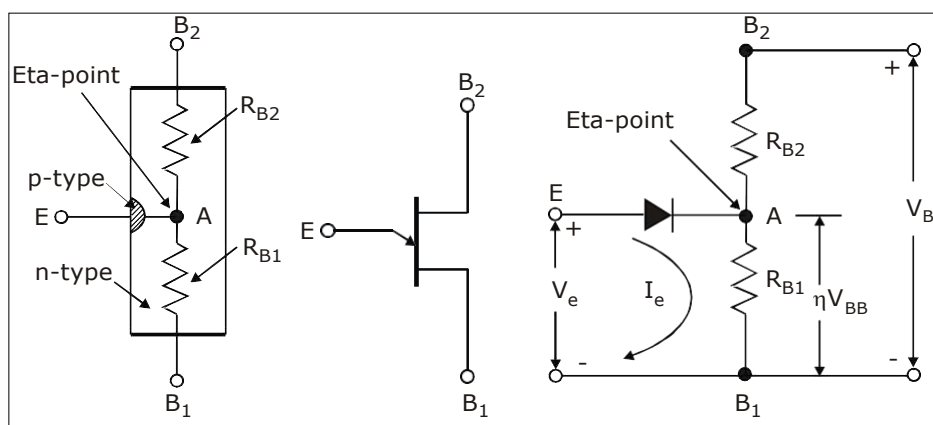 B2
Eta-point
RB2
p-type
E
A
RB1
n-type
B1
B2
E
B1
B2
+
Eta-point
RB2
E
A
+
VB
Ve
Ie
RB1
ηVBB
-
-
B1